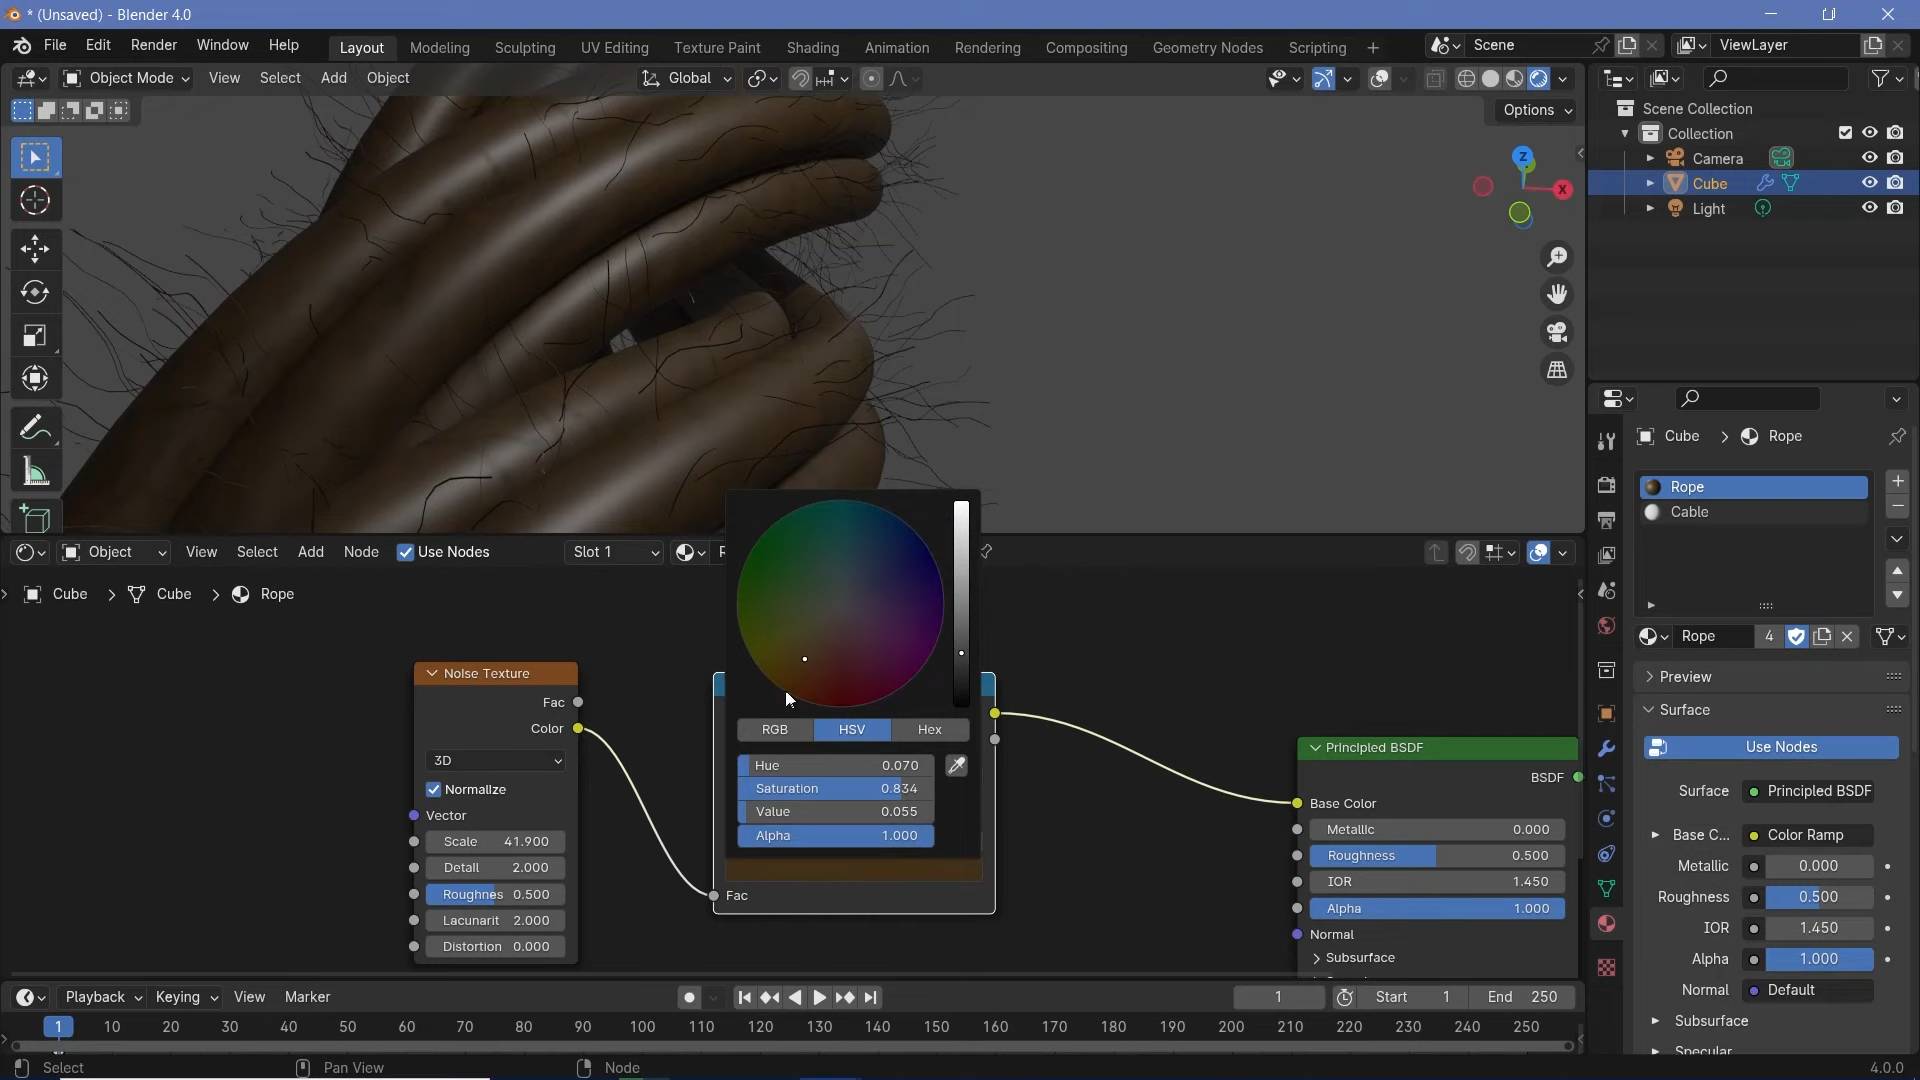 * (Unsaved) - Blender 4.0
File Edit Render Window Help Layout Modeling Sculpting UV Editing Texture Paint Shading Animation Rendering Compositing Geometry Nodes Scripting + Scene ViewLayer
Object Mode View Select Add Object Global
Options
Z
X
Scene Collection
Collection
Camera
Cube
Light
Cube > Rope
Rope
Cable
Rope 4
Preview
Surface
Use Nodes
Surface Principled BSDF
Base C... Color Ramp
Metallic 0.000
Roughness 0.500
IOR 1.450
Alpha 1.000
Normal Default
Subsurface
Specular
Object View Select Add Node Use Nodes Slot 1 R
Cube > Cube > Rope
Noise Texture
Fac
Color
3D
Normalize
Vector
Scale 41.900
Detail 2.000
Roughnes 0.500
Lacunarit 2.000
Distortion 0.000
RGB HSV Hex
Hue 0.070
Saturation 0.834
Value 0.055
Alpha 1.000
Fac
Principled BSDF
BSDF
Base Color
Metallic 0.000
Roughness 0.500
IOR 1.450
Alpha 1.000
Normal
Subsurface
Playback Keying View Marker 1 Start 1 End 250
1 10 20 30 40 50 60 70 80 90 100 110 120 130 140 150 160 170 180 190 200 210 220 230 240 250
Select Pan View Node 4.0.0